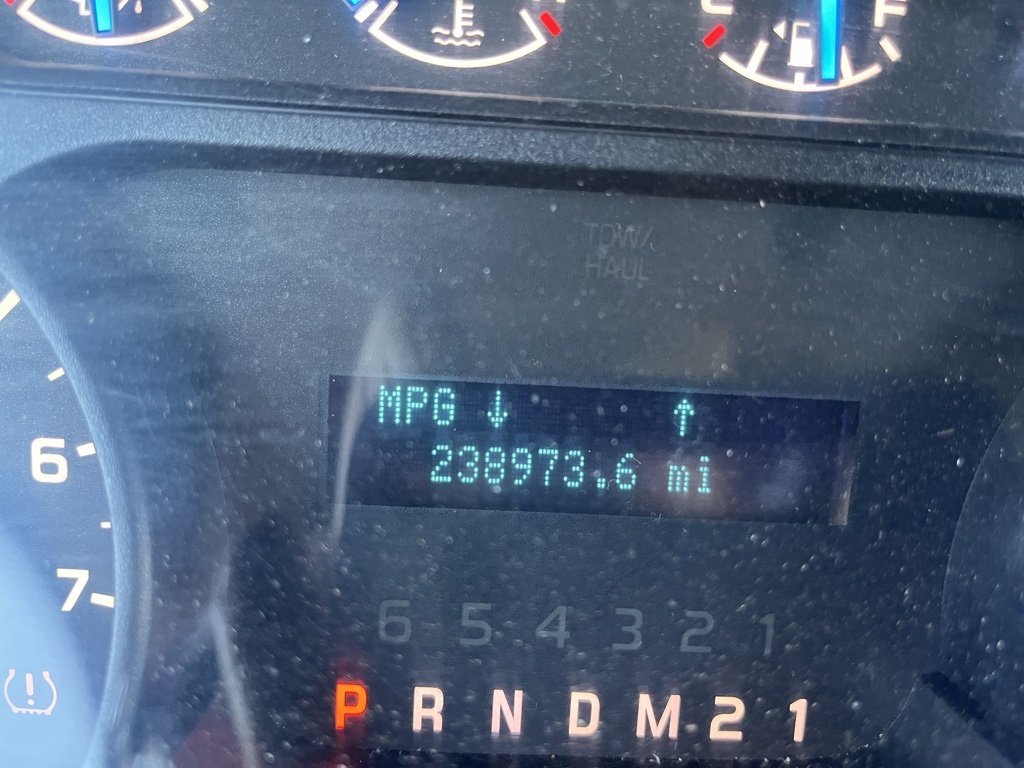 F
TOW/
HAUL
MPG ↓ ↑
238973.6 mi
6
7
6 5 4 3 2 1
P R N D M 2 1